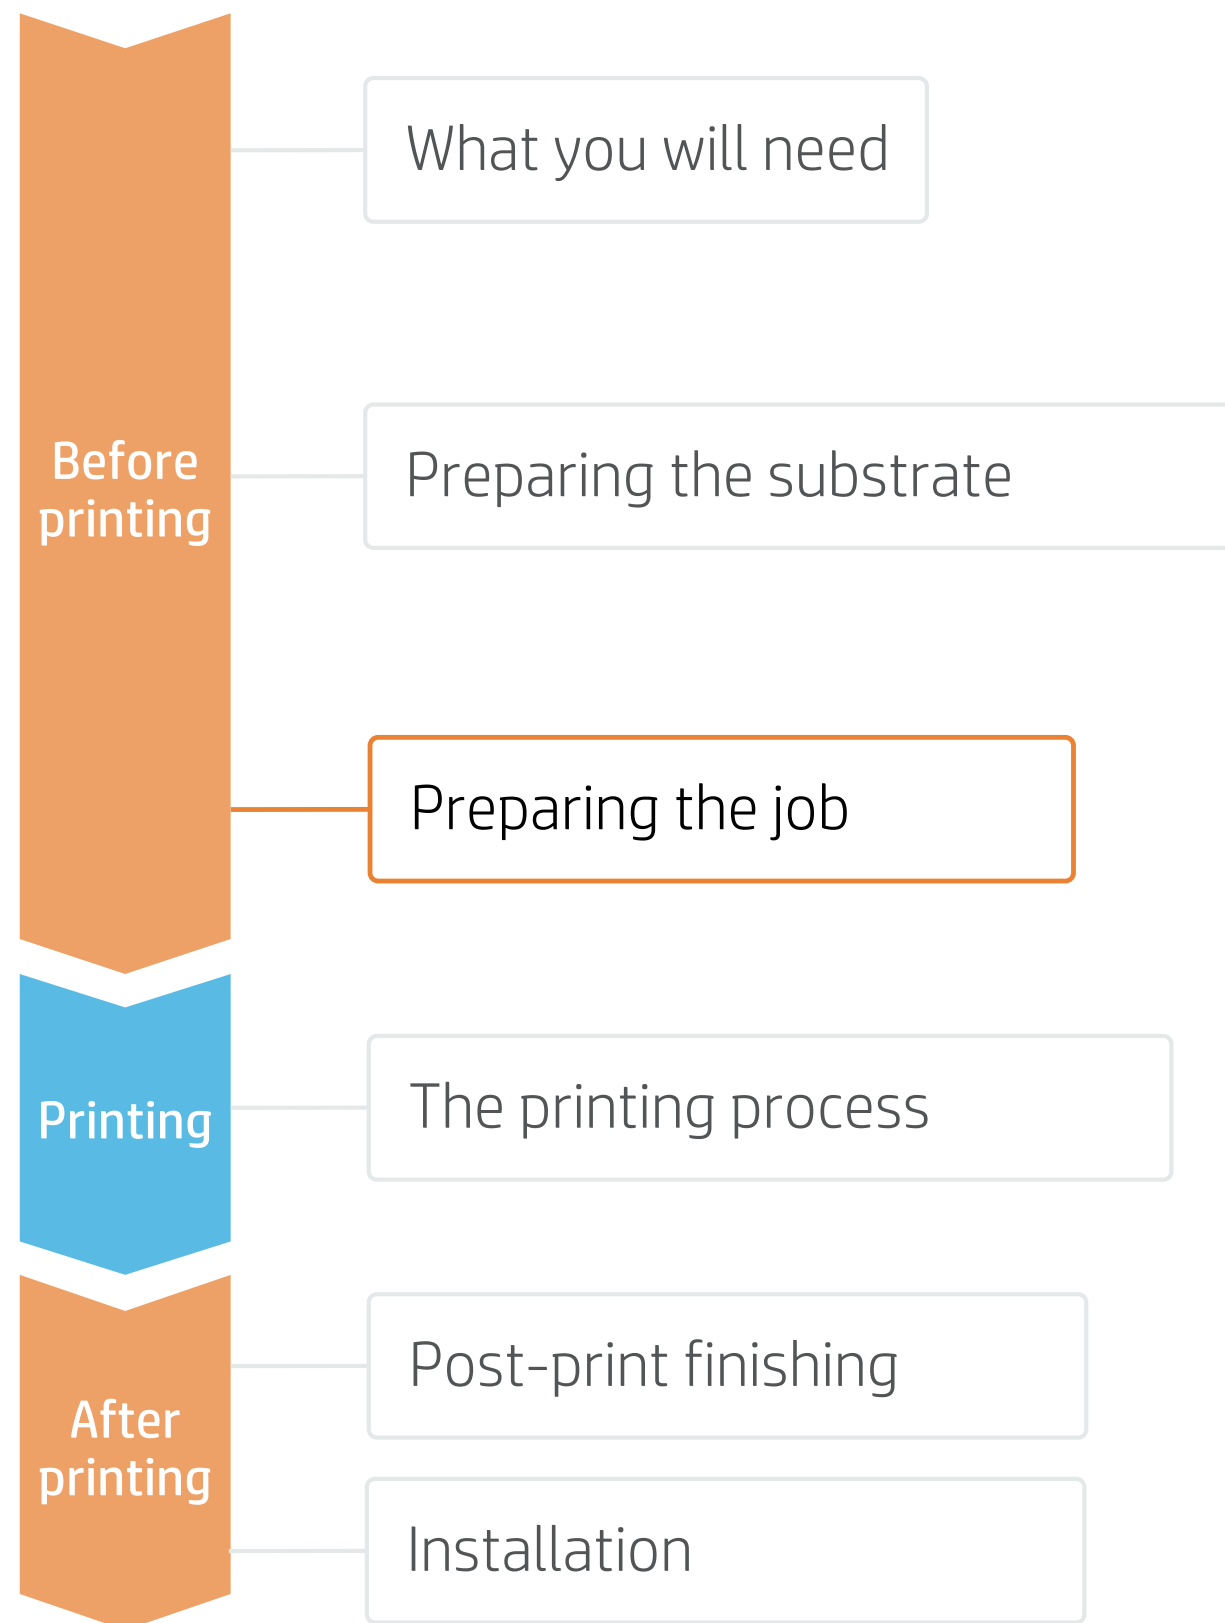 What you will need
Before
printing
Preparing the substrate
Preparing the job
Printing
The printing process
After
printing
Post-print finishing
Installation